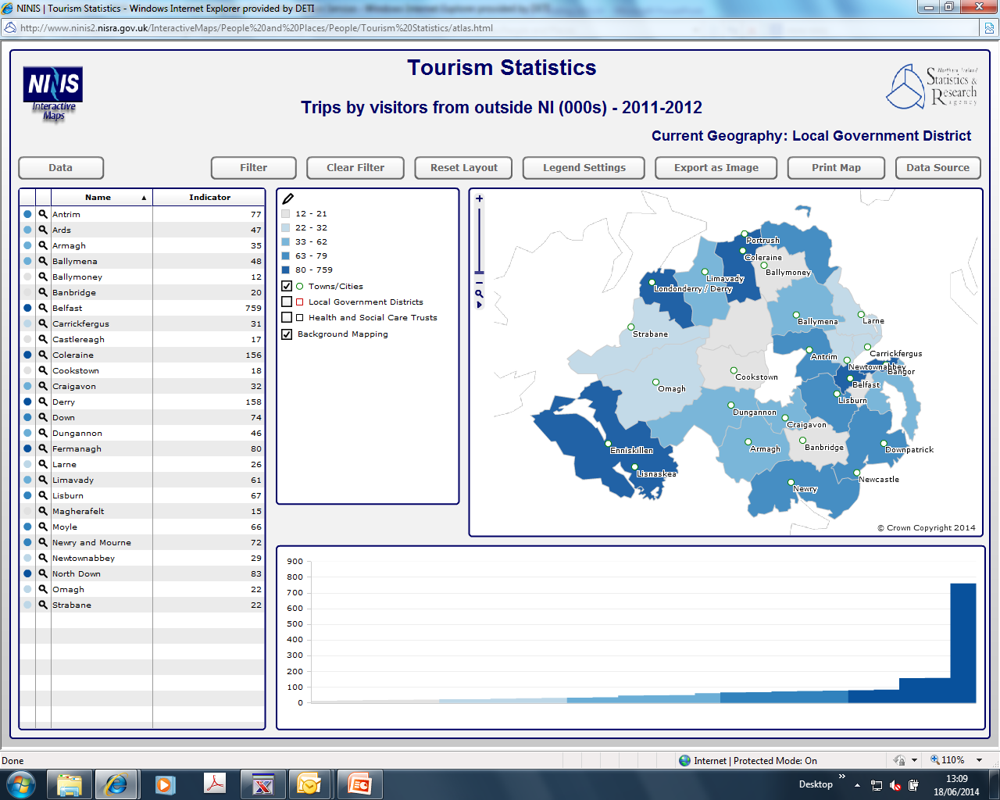 NINIS | Tourism Statistics - Windows Internet Explorer provided by DETI
http://www.ninis2.nisra.gov.uk/InteractiveMaps/People%20and%20Places/People/Tourism%20Statistics/atlas.html
NINIS
Interactive
Maps
Tourism Statistics
Trips by visitors from outside NI (000s) - 2011-2012
Northern Ireland
Statistics &
Research
agency
Current Geography: Local Government District
Data Filter Clear Filter Reset Layout Legend Settings Export as Image Print Map Data Source
Name ▲ Indicator
Antrim 77
Ards 47
Armagh 35
Ballymena 48
Ballymoney 12
Banbridge 20
Belfast 759
Carrickfergus 31
Castlereagh 17
Coleraine 156
Cookstown 18
Craigavon 32
Derry 158
Down 74
Dungannon 46
Fermanagh 80
Larne 26
Limavady 61
Lisburn 67
Magherafelt 15
Moyle 66
Newry and Mourne 72
Newtownabbey 29
North Down 83
Omagh 22
Strabane 22
12 - 21
22 - 32
33 - 62
63 - 79
80 - 759
Towns/Cities
Local Government Districts
Health and Social Care Trusts
Background Mapping
Portrush
Coleraine
Ballymoney
Limavady
Londonderry / Derry
Ballymena
Larne
Strabane
Carrickfergus
Antrim
Newtownabbey
Bangor
Cookstown
Belfast
Omagh
Lisburn
Dungannon
Craigavon
Armagh
Banbridge
Downpatrick
Enniskillen
Lisnaskea
Newcastle
Newry
© Crown Copyright 2014
900
800
700
600
500
400
300
200
100
0
Done
Internet | Protected Mode: On
110%
Desktop
13:09
18/06/2014